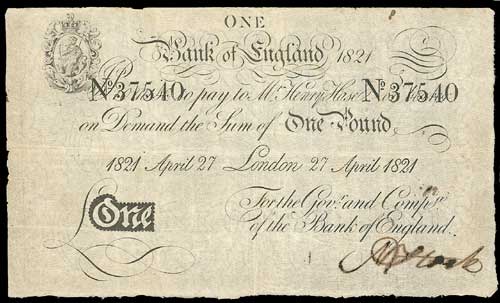 ONE
Bank of England 1821
I Promise to pay to Mr. Henry Hase
Nº 37540 Nº 37540
on Demand the Sum of One Pound
1821 April 27 London 27 April 1821
For the Govr. and Compa.
of the Bank of England.
£One